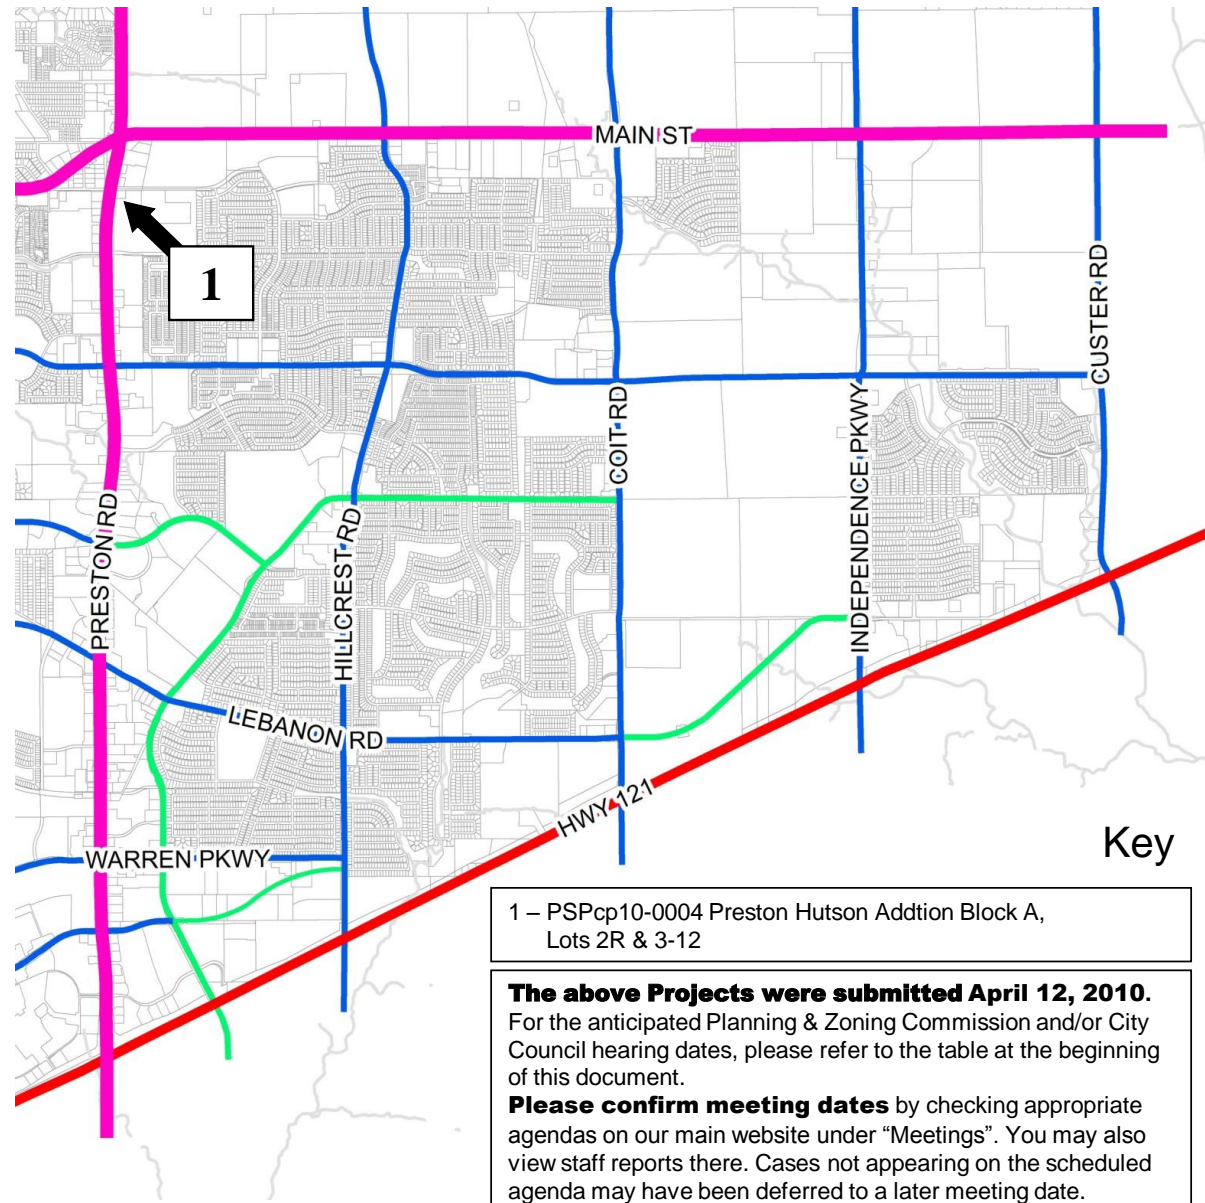 MAIN ST
1
CUSTER RD
COIT RD
INDEPENDENCE PKWY
PRESTON RD
HILLCREST RD
LEBANON RD
HWY 121
WARREN PKWY
Key
1 – PSPcp10-0004 Preston Hutson Addtion Block A,
Lots 2R & 3-12
The above Projects were submitted April 12, 2010.
For the anticipated Planning & Zoning Commission and/or City
Council hearing dates, please refer to the table at the beginning
of this document.
Please confirm meeting dates by checking appropriate
agendas on our main website under “Meetings”. You may also
view staff reports there. Cases not appearing on the scheduled
agenda may have been deferred to a later meeting date.